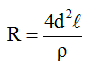 R = 4d²ℓ / ρ